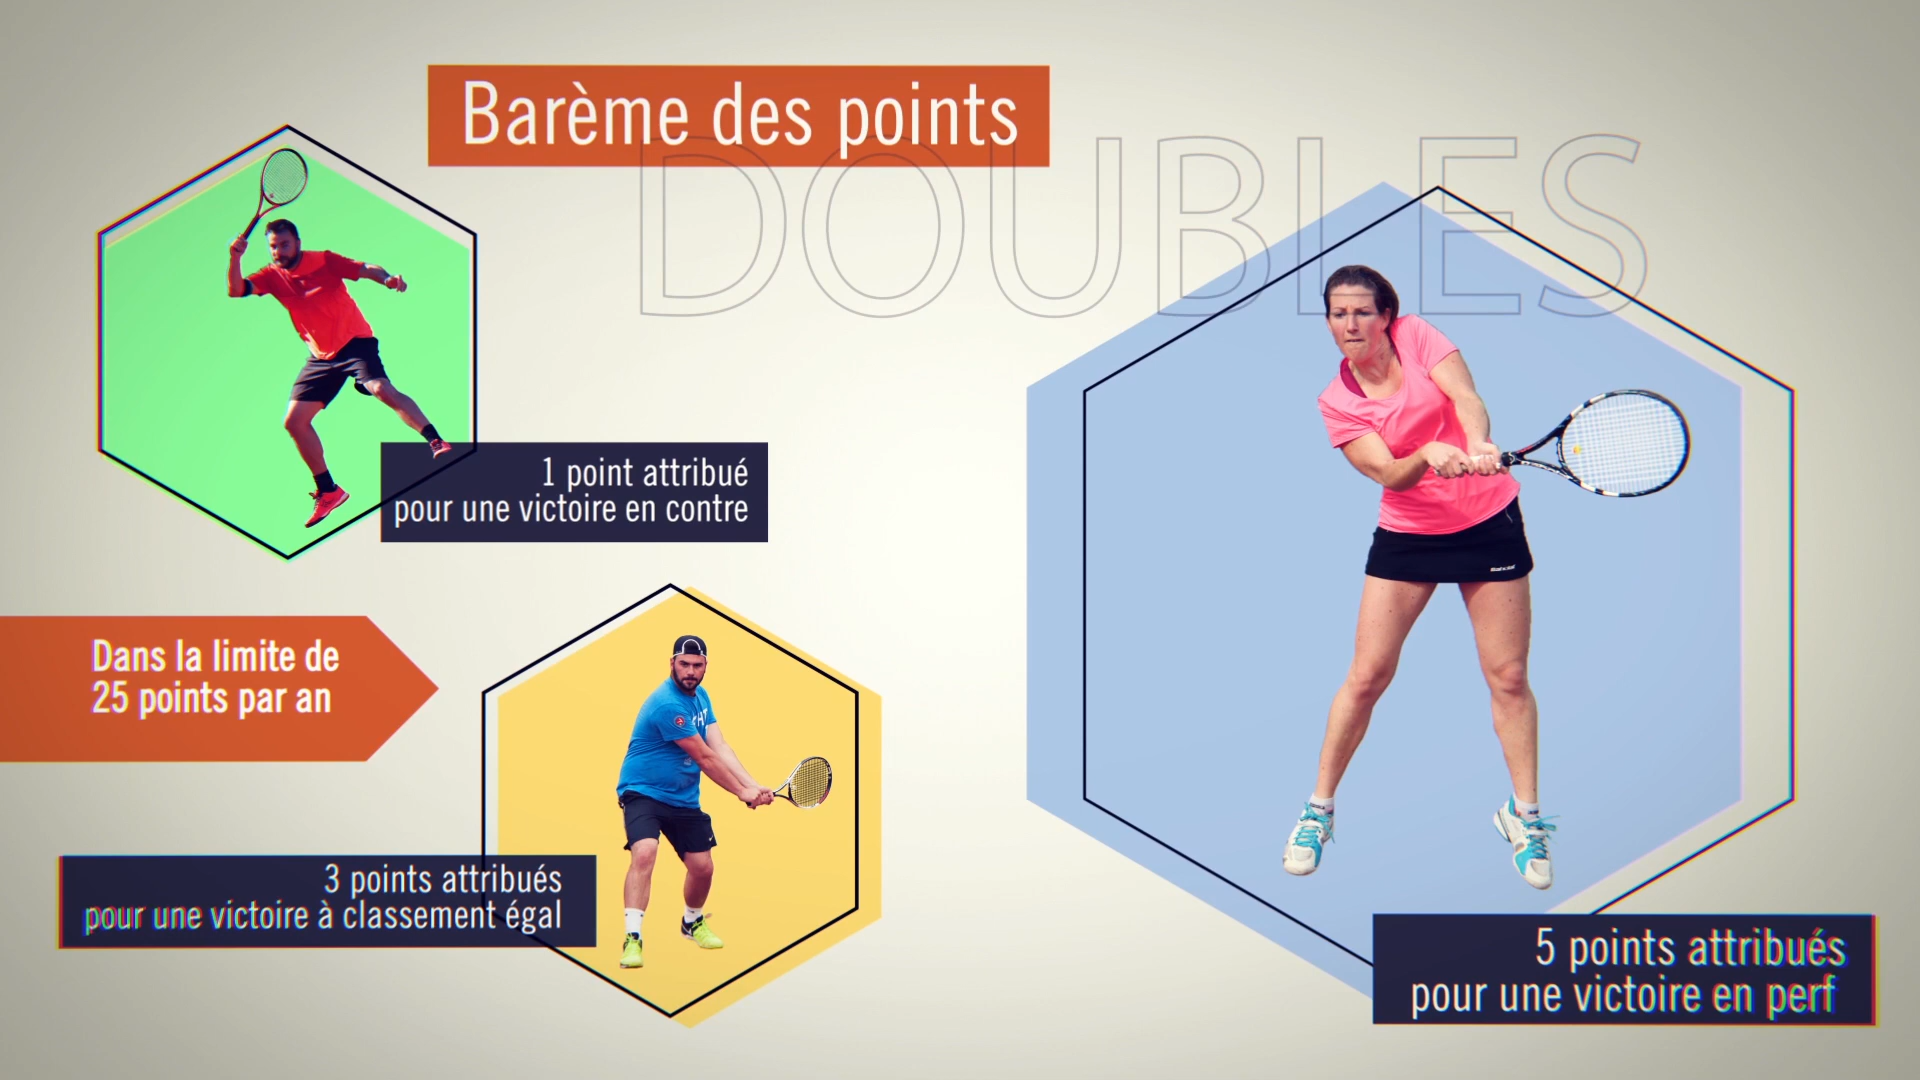 Barème des points
DOUBLES
1 point attribué
pour une victoire en contre
Dans la limite de
25 points par an
3 points attribués
pour une victoire à classement égal
5 points attribués
pour une victoire en perf
Babolat